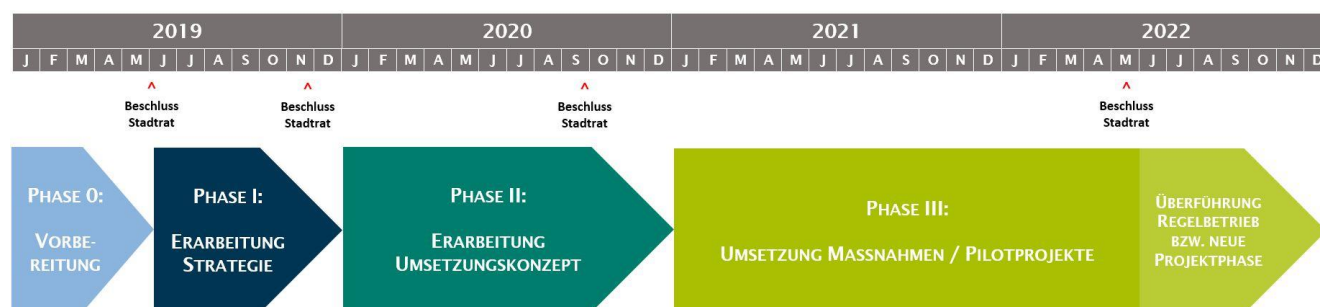 2019 2020 2021 2022
J F M A M J J A S O N D J F M A M J J A S O N D J F M A M J J A S O N D J F M A M J J A S O N D
^ ^ ^ ^
Beschluss
Stadtrat
Beschluss
Stadtrat
Beschluss
Stadtrat
Beschluss
Stadtrat
PHASE 0:
VORBE-
REITUNG
PHASE I:
ERARBEITUNG
STRATEGIE
PHASE II:
ERARBEITUNG
UMSETZUNGSKONZEPT
PHASE III:
UMSETZUNG MASSNAHMEN / PILOTPROJEKTE
ÜBERFÜHRUNG
REGELBETRIEB
BZW. NEUE
PROJEKTPHASE